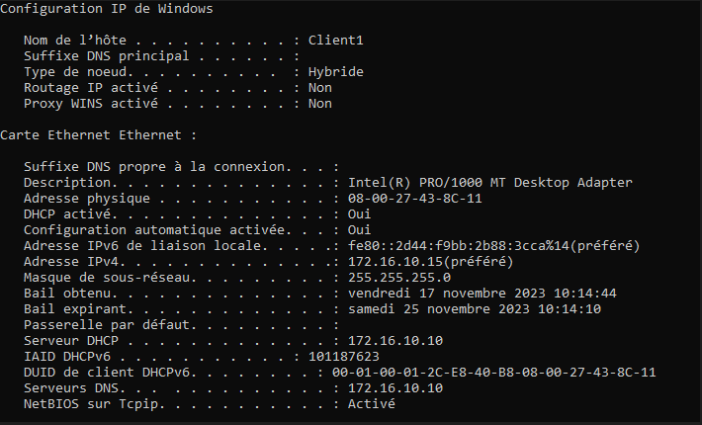 Configuration IP de Windows
Nom de l’hôte . . . . . . . . . . : Client1
Suffixe DNS principal . . . . . . :
Type de noeud. . . . . . . . . .  : Hybride
Routage IP activé . . . . . . . . : Non
Proxy WINS activé . . . . . . . . : Non
Carte Ethernet Ethernet :
Suffixe DNS propre à la connexion. . . :
Description. . . . . . . . . . . . . . : Intel(R) PRO/1000 MT Desktop Adapter
Adresse physique . . . . . . . . . . . : 08-00-27-43-8C-11
DHCP activé. . . . . . . . . . . . . . : Oui
Configuration automatique activée. . . : Oui
Adresse IPv6 de liaison locale. . . . .: fe80::2d44:f9bb:2b88:3cca%14(préféré)
Adresse IPv4. . . . . . . . . . . . . .: 172.16.10.15(préféré)
Masque de sous-réseau. . . . . . . . . : 255.255.255.0
Bail obtenu. . . . . . . . . . . . . . : vendredi 17 novembre 2023 10:14:44
Bail expirant. . . . . . . . . . . . . : samedi 25 novembre 2023 10:14:10
Passerelle par défaut. . . . . . . . . :
Serveur DHCP . . . . . . . . . . . . . : 172.16.10.10
IAID DHCPv6 . . . . . . . . . . . : 101187623
DUID de client DHCPv6. . . . . . . . : 00-01-00-01-2C-E8-40-B8-08-00-27-43-8C-11
Serveurs DNS. . .  . . . . . . . . . . : 172.16.10.10
NetBIOS sur Tcpip. . . . . . . . . . . : Activé